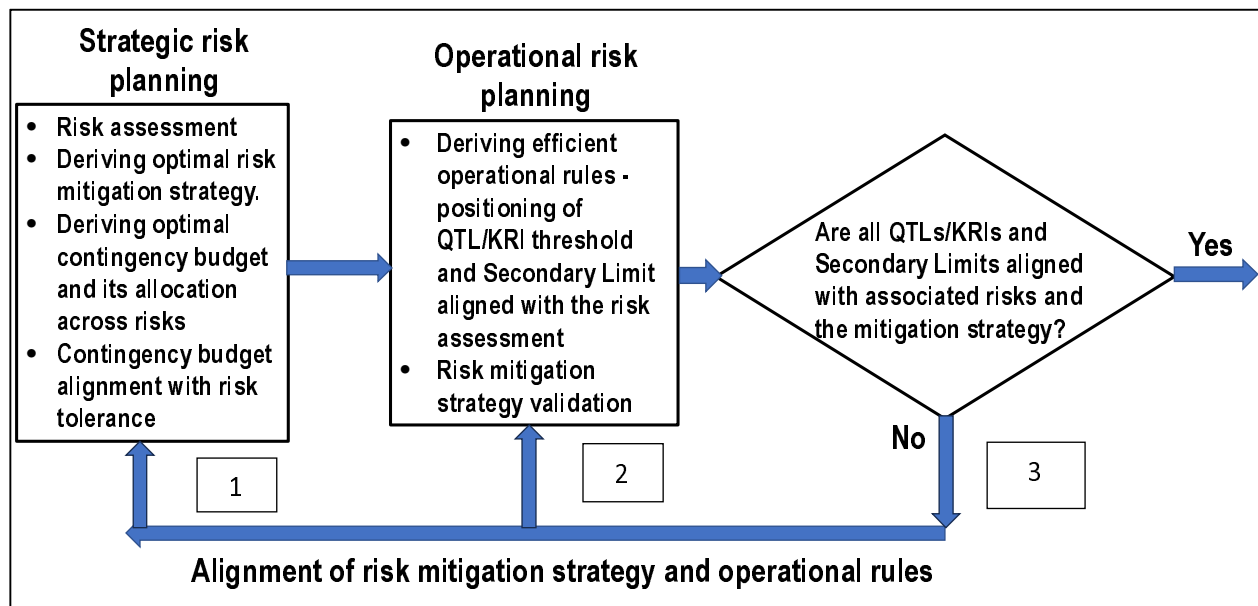 Strategic risk
planning
• Risk assessment
• Deriving optimal risk
mitigation strategy.
• Deriving optimal
contingency budget
and its allocation
across risks
• Contingency budget
alignment with risk
tolerance
Operational risk
planning
• Deriving efficient
operational rules -
positioning of
QTL/KRI threshold
and Secondary Limit
aligned with the risk
assessment
• Risk mitigation
strategy validation
Are all QTLs/KRIs and
Secondary Limits aligned
with associated risks and
the mitigation strategy?
Yes
No
1
2
3
Alignment of risk mitigation strategy and operational rules